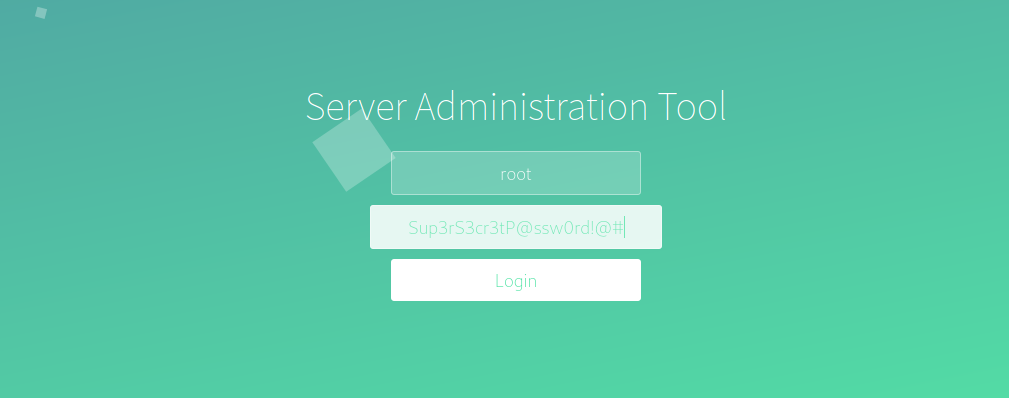 Server Administration Tool
root
Sup3rS3cr3tP@ssw0rd!@#
Login